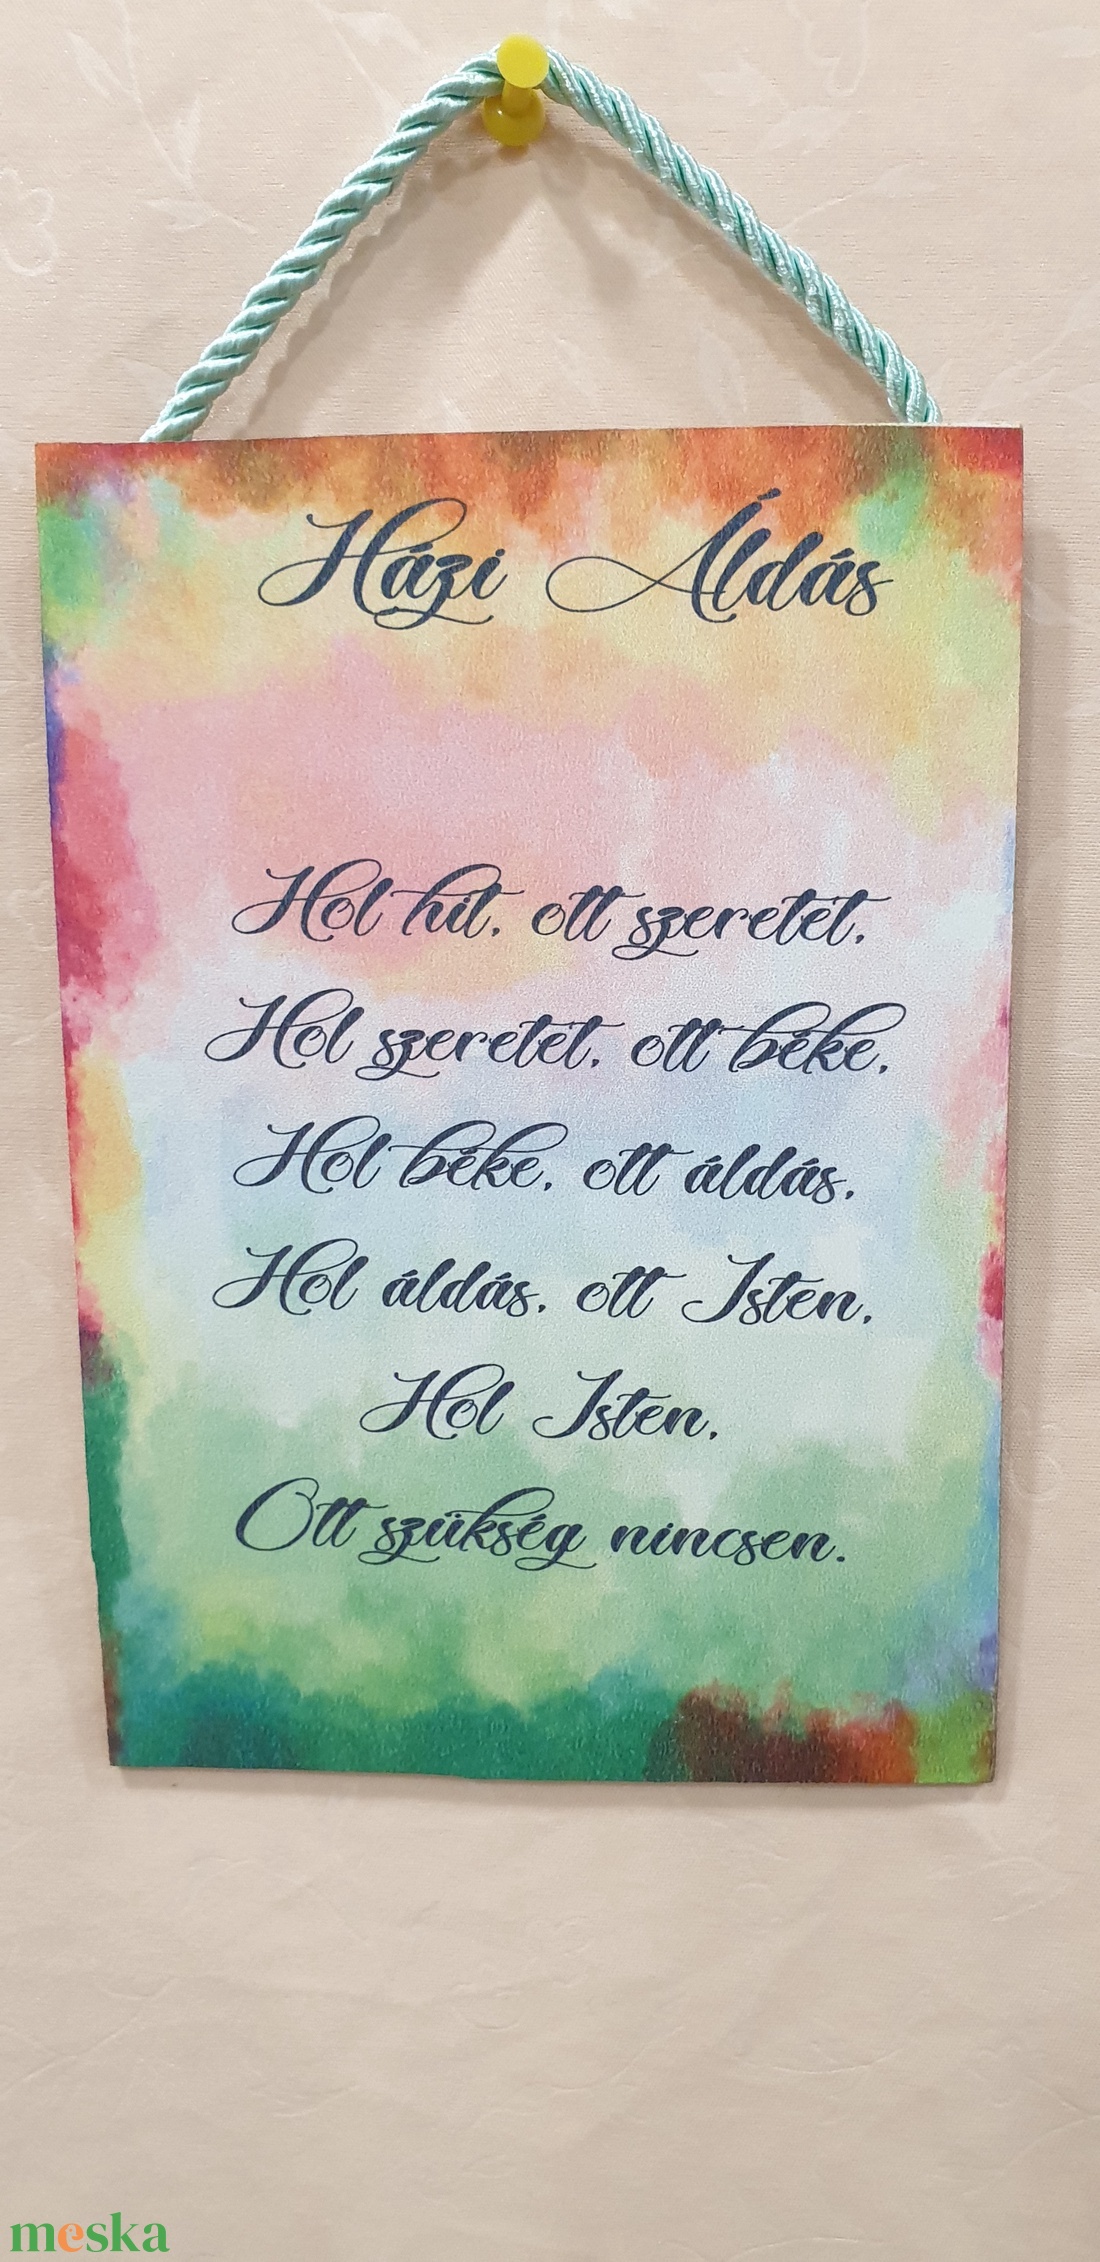 Házi Áldás
Hol hit, ott szeretet,
Hol szeretet, ott béke,
Hol béke, ott áldás,
Hol áldás, ott Isten,
Hol Isten,
Ott szükség nincsen.
meska